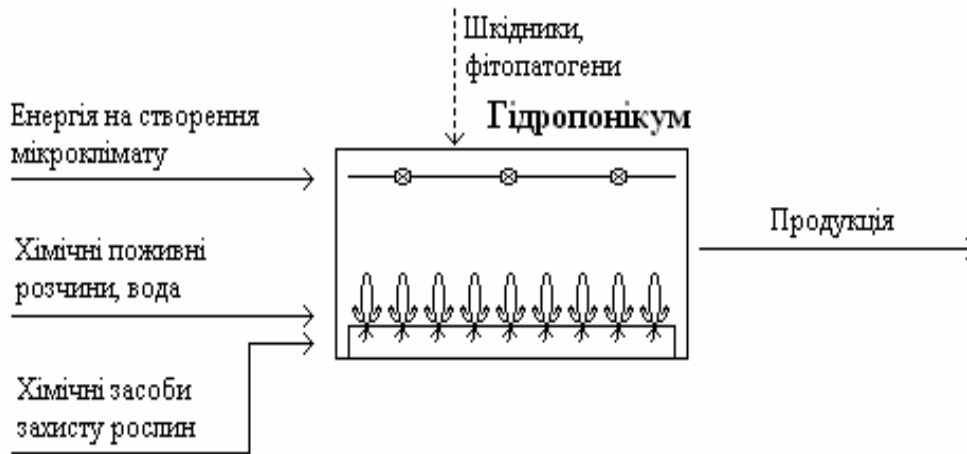 Шкідники,
фітопатогени
Гідропонікум
Енергія на створення
мікроклімату
Хімічні поживні
розчини, вода
Хімічні засоби
захисту рослин
Продукція